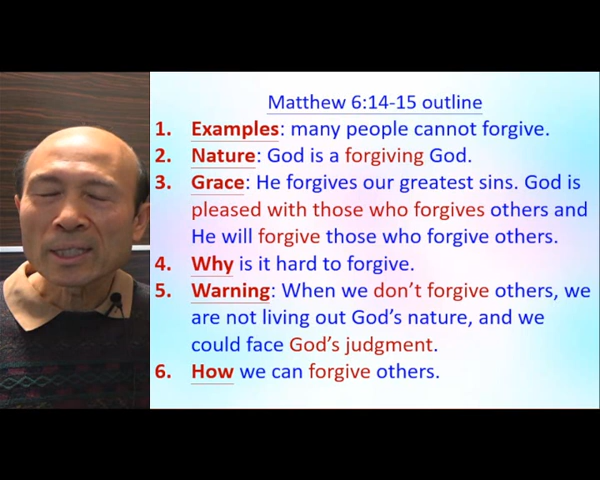 Matthew 6:14-15 outline
1. Examples: many people cannot forgive.
2. Nature: God is a forgiving God.
3. Grace: He forgives our greatest sins. God is
pleased with those who forgives others and
He will forgive those who forgive others.
4. Why is it hard to forgive.
5. Warning: When we don’t forgive others, we
are not living out God’s nature, and we
could face God’s judgment.
6. How we can forgive others.